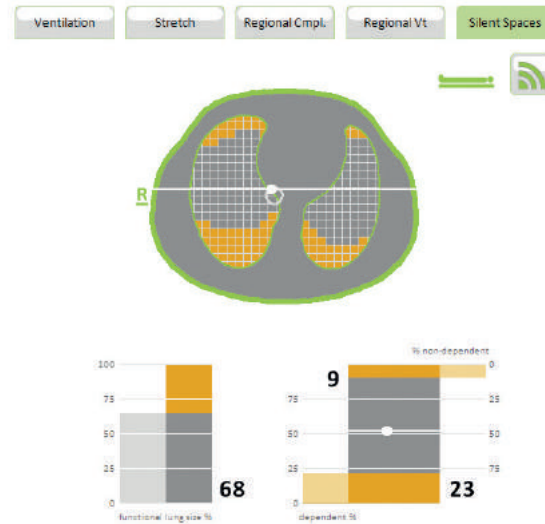 Ventilation
Stretch
Regional Cmpl.
Regional Vt
Silent Spaces
R
% non-dependent
100
75
50
25
0
68
functional lung size %
9
75
50
25
0
0
25
50
75
23
dependent %